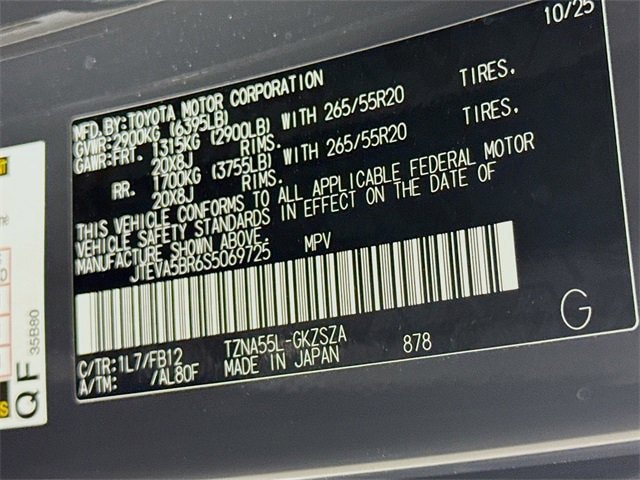 10/25
MFD.BY:TOYOTA MOTOR CORPORATION
GVWR:2900KG (6395LB)
GAWR:FRT. 1315KG (2900LB) WITH 265/55R20 TIRES.
20X8J RIMS.
RR. 1700KG (3755LB) WITH 265/55R20 TIRES.
20X8J RIMS.
THIS VEHICLE CONFORMS TO ALL APPLICABLE FEDERAL MOTOR
VEHICLE SAFETY STANDARDS IN EFFECT ON THE DATE OF
MANUFACTURE SHOWN ABOVE.
JTEVA5BR6S5069725 MPV
C/TR:1L7/FB12 TZNA55L-GKZSZA 878
A/TM: /AL80F MADE IN JAPAN
G
QF
35B80